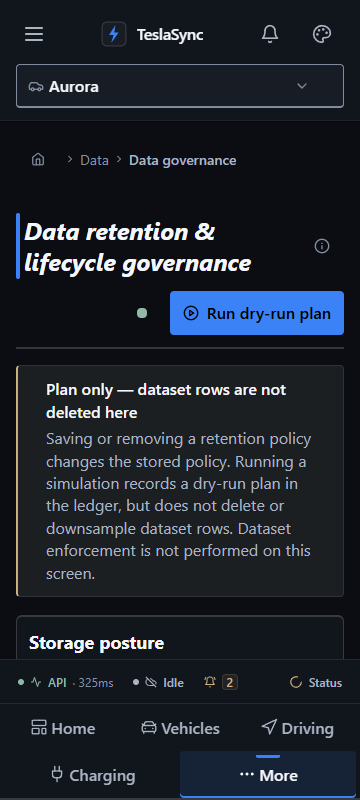 TeslaSync
Aurora
Data
Data governance
Data retention &
lifecycle governance
Run dry-run plan
Plan only — dataset rows are not
deleted here
Saving or removing a retention policy
changes the stored policy. Running a
simulation records a dry-run plan in
the ledger, but does not delete or
downsample dataset rows. Dataset
enforcement is not performed on this
screen.
Storage posture
API · 325ms
Idle
2
Status
Home
Vehicles
Driving
Charging
More